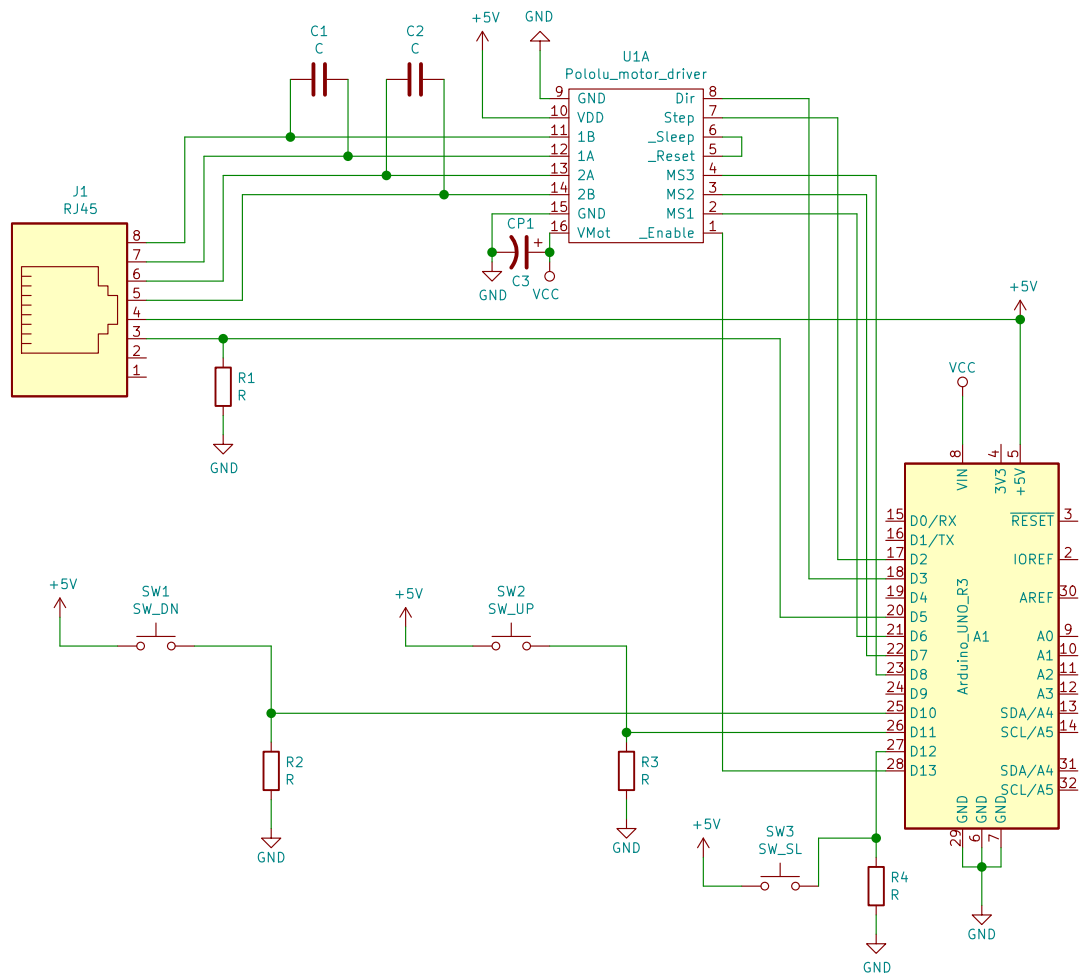 C1
C
C2
C
+5V
GND
U1A
Pololu_motor_driver
9 GND Dir 8
10 VDD Step 7
11 1B _Sleep 6
12 1A _Reset 5
13 2A MS3 4
14 2B MS2 3
15 GND MS1 2
16 VMot _Enable 1
CP1
+
C3
GND
VCC
J1
RJ45
8
7
6
5
4
3
2
1
R1
R
GND
+5V
VCC
8 4 5
VIN 3V3 +5V
15 D0/RX RESET 3
16 D1/TX
17 D2 IOREF 2
18 D3
19 D4 AREF 30
20 D5
21 D6 A0 9
22 D7 A1 10
23 D8 A2 11
24 D9 A3 12
25 D10 SDA/A4 13
26 D11 SCL/A5 14
27 D12
28 D13 SDA/A4 31
SCL/A5 32
Arduino_UNO_R3
A1
GND GND GND
29 6 7
GND
+5V
SW1
SW_DN
R2
R
GND
+5V
SW2
SW_UP
R3
R
GND
+5V
SW3
SW_SL
R4
R
GND